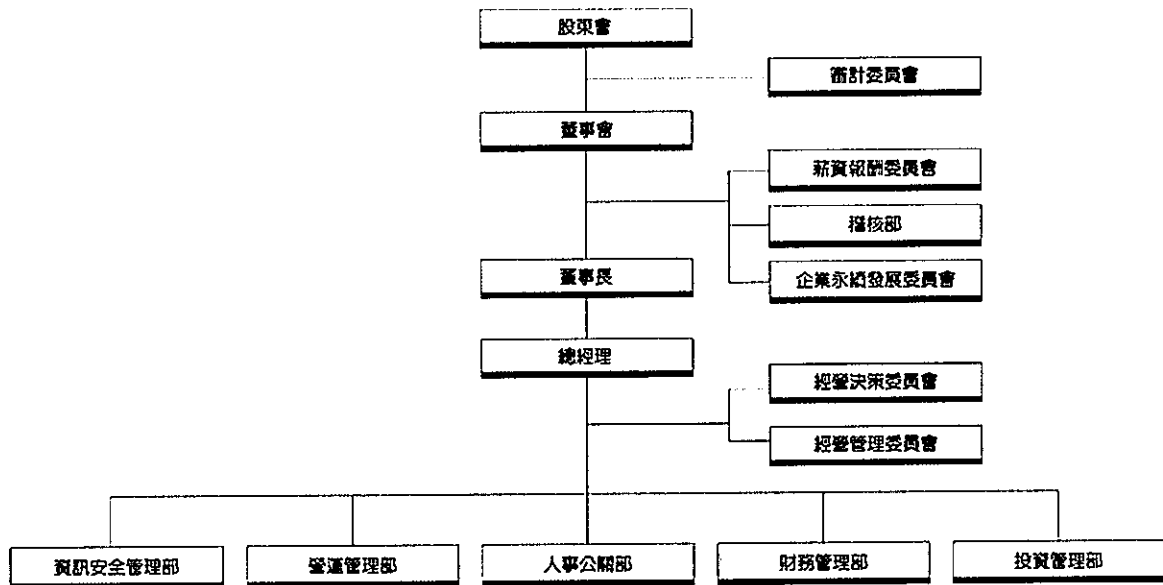 股東會
審計委員會
董事會
薪資報酬委員會
稽核部
董事長
企業永續發展委員會
總經理
經營決策委員會
經營管理委員會
資訊安全管理部
營運管理部
人事公關部
財務管理部
投資管理部